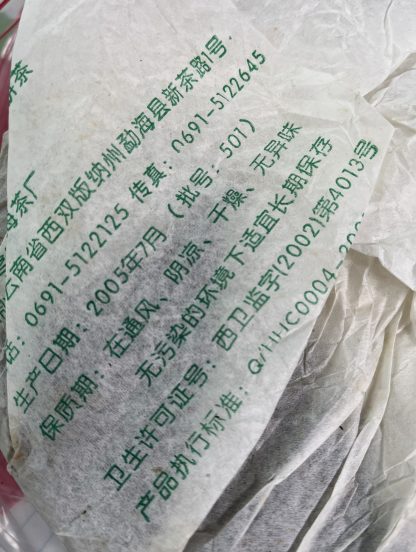 茶
茶厂
云南省西双版纳州勐海县新茶路1号
0691-5122125 传真：0691-5122645
生产日期：2005年7月（批号：501）
保质期：在通风、阴凉、干燥、无异味
无污染的环境下适宜长期保存
卫生许可证号：西卫监字(2002)第4013号
产品执行标准：Q/HHC0004